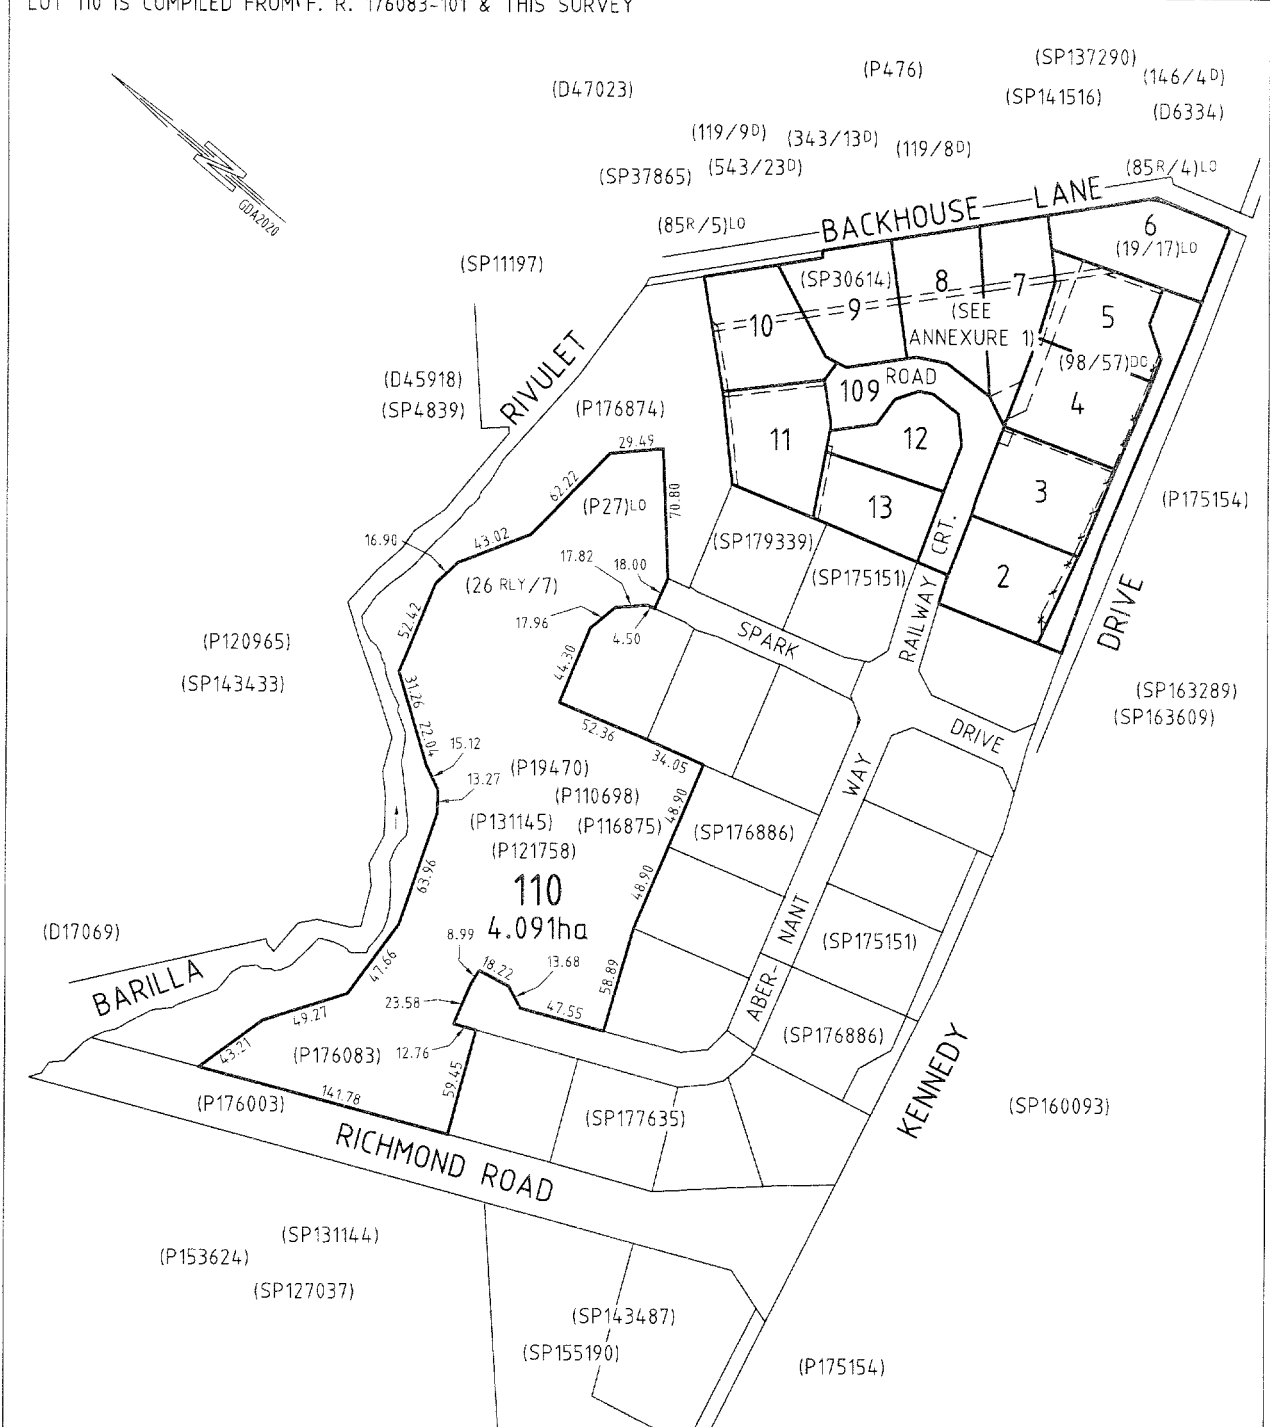 LOT 110 IS COMPILED FROM F. R. 176083-101 & THIS SURVEY
(P476)
(SP137290)
(146/4D)
(D47023)
(SP141516)
(D6334)
(119/9D)
(343/13D)
(119/8D)
(SP37865)
(543/23D)
(85R/4)LO
GDA2020
N
(85R/5)LO
BACKHOUSE LANE
6
(19/17)LO
(SP11197)
(SP30614)
8
7
9
10
(SEE
ANNEXURE 1)
5
(98/57)DO
RIVULET
(D45918)
(SP4839)
(P176874)
109
ROAD
4
29.49
11
12
62.22
(P27)LO
70.80
3
13
(P175154)
16.90
43.02
17.82
18.00
(SP179339)
(SP175151)
CRT.
2
(26 RLY/7)
52.42
17.96
4.50
SPARK
RAILWAY
DRIVE
(P120965)
44.30
(SP143433)
31.26
(SP163289)
(SP163609)
22.04
52.36
15.12
34.05
DRIVE
13.27
(P19470)
WAY
(P110698)
48.90
(P131145)
(P116875)
(SP176886)
(P121758)
63.96
110
48.90
4.091ha
(D17069)
8.99
NANT
(SP175151)
BARILLA
47.66
18.22
13.68
58.89
ABER-
23.58
47.55
49.27
(SP176886)
43.21
(P176083)
12.76
59.45
KENNEDY
141.78
(P176003)
(SP177635)
(SP160093)
RICHMOND ROAD
(SP131144)
(P153624)
(SP127037)
(SP143487)
(SP155190)
(P175154)